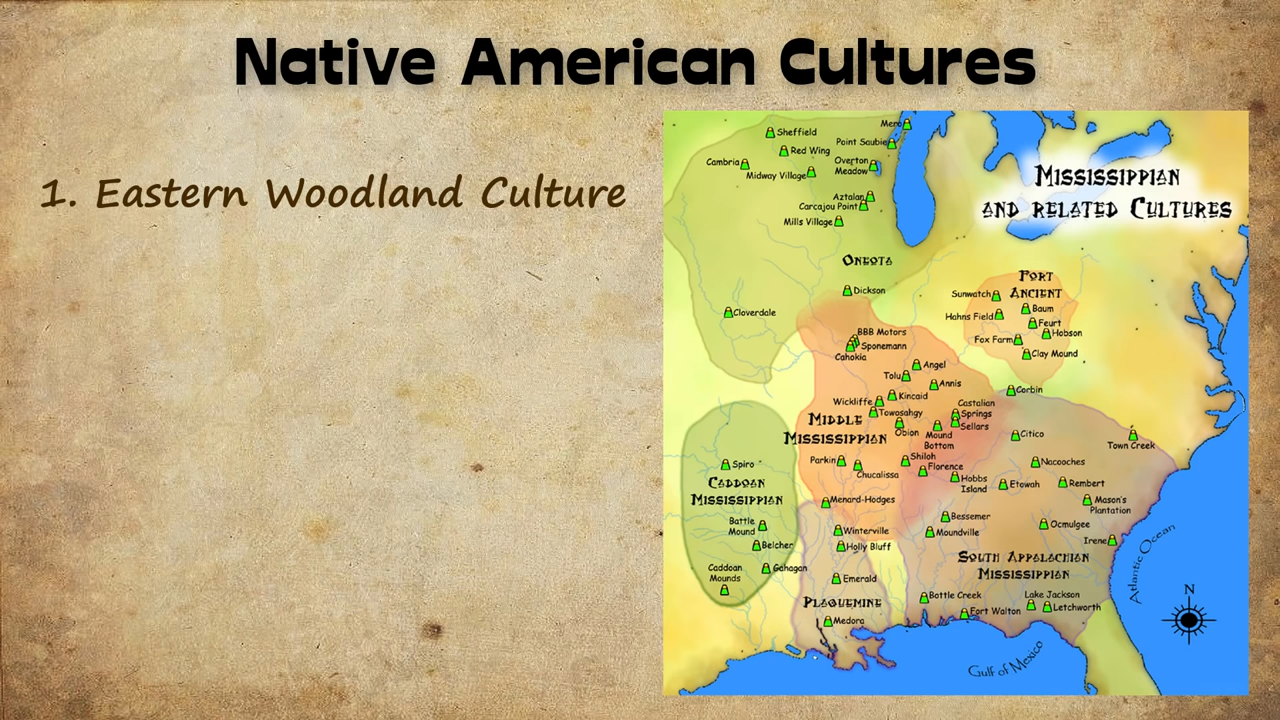 Native American Cultures
1. Eastern Woodland Culture
Mississippian
and related Cultures
Sheffield
Mero
Red Wing
Point Sauble
Cambria
Midway Village
Overton
Meadow
Aztalan
Carcajou Point
Mills Village
Oneota
Dickson
Cloverdale
Fort
Ancient
Sunwatch
Baum
Hahns Field
Feurt
Hobson
Fox Farm
Clay Mound
BBB Motors
Sponemann
Cahokia
Angel
Tolu
Annis
Corbin
Kincaid
Wickliffe
Castalian
Springs
Towosahgy
Sellars
Obion
Mound
Bottom
Middle
Mississippian
Citico
Town Creek
Parkin
Shiloh
Chucalissa
Florence
Nacooches
Hobbs
Island
Etowah
Rembert
Menard-Hodges
Mason's
Plantation
Spiro
Caddoan
Mississippian
Battle
Mound
Belcher
Gahagan
Caddoan
Mounds
Winterville
Holly Bluff
Bessemer
Moundville
Ocmulgee
Irene
Emerald
South Appalachian
Mississippian
Plaquemine
Medora
Bottle Creek
Fort Walton
Lake Jackson
Letchworth
Atlantic Ocean
N
Gulf of Mexico